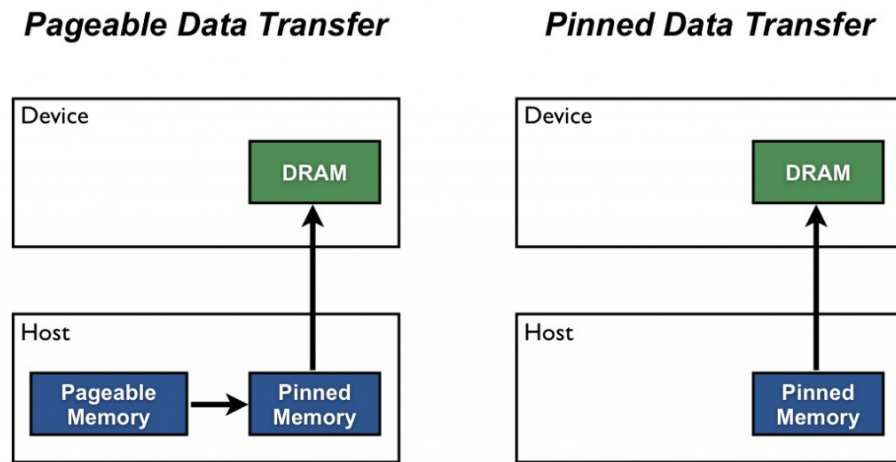 Pageable Data Transfer
Device
DRAM
Host
Pageable
Memory
Pinned
Memory
Pinned Data Transfer
Device
DRAM
Host
Pinned
Memory